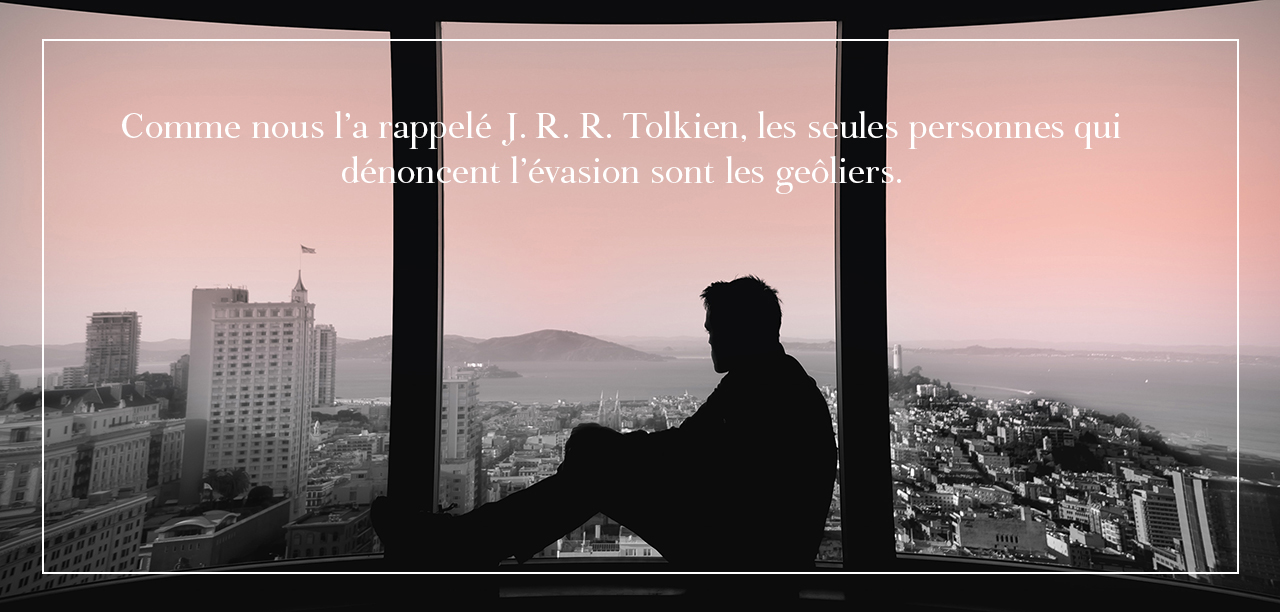 Comme nous l’a rappelé J. R. R. Tolkien, les seules personnes qui
dénoncent l’évasion sont les geôliers.